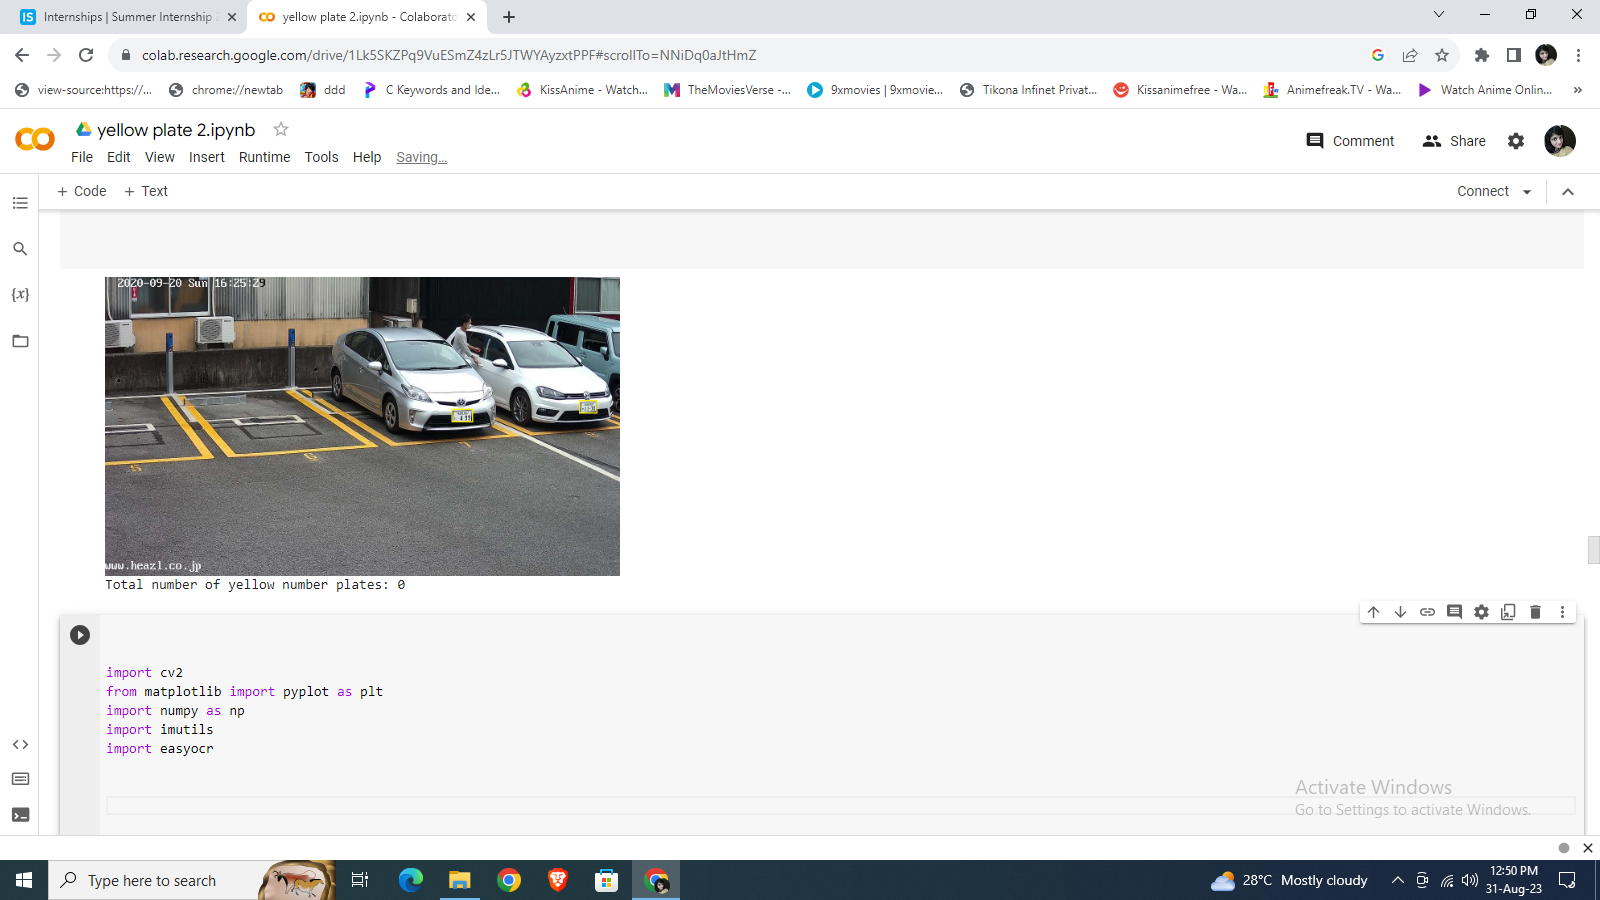 Internships | Summer Internship
yellow plate 2.ipynb - Colaborato
colab.research.google.com/drive/1Lk5SKZPq9VuESmZ4zLr5JTWYAyzxtPPF#scrollTo=NNiDq0aJtHmZ
view-source:https://... chrome://newtab ddd C Keywords and Ide... KissAnime - Watch... TheMoviesVerse -... 9xmovies | 9xmovie... Tikona Infinet Privat... Kissanimefree - Wa... Animefreak.TV - Wa... Watch Anime Onlin... »
yellow plate 2.ipynb
File Edit View Insert Runtime Tools Help Saving...
Comment Share
+ Code + Text Connect
{x}
2020-09-20 Sun 16:25:29
www.heazl.co.jp
Total number of yellow number plates: 0
import cv2
from matplotlib import pyplot as plt
import numpy as np
import imutils
import easyocr
Activate Windows
Go to Settings to activate Windows.
Type here to search
28°C Mostly cloudy
12:50 PM
31-Aug-23